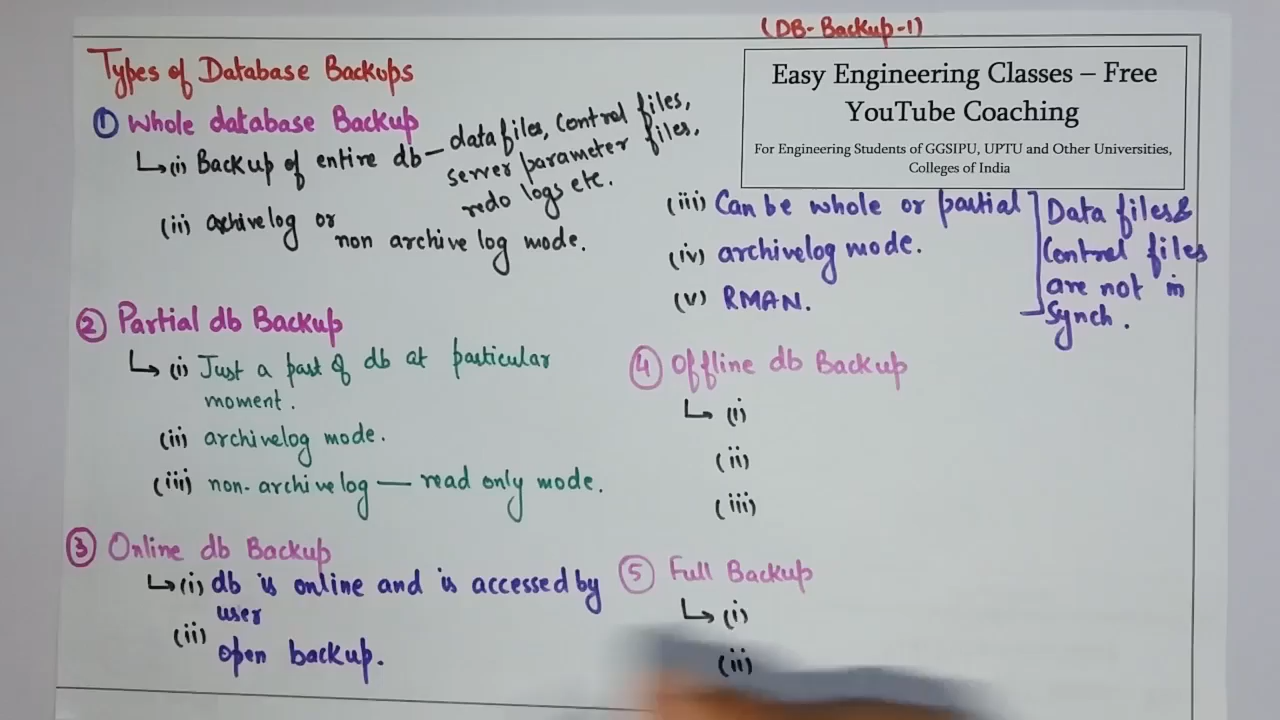 (DB-Backup-1)
Easy Engineering Classes – Free
YouTube Coaching
For Engineering Students of GGSIPU, UPTU and Other Universities,
Colleges of India
Types of Database Backups
① Whole database Backup
↳(i) Backup of entire db — data files, control files,
server parameter files,
redo logs etc.
(ii) archivelog or
non archive log mode.
② Partial db Backup
↳ (i) Just a part of db at particular
moment.
(ii) archivelog mode.
(iii) non-archivelog — read only mode.
③ Online db Backup
↳(i) db is online and is accessed by
user
(ii) open backup.
(iii) Can be whole or partial
(iv) archivelog mode.
(v) RMAN.
Data files &
Control files
are not in
Synch.
④ Offline db Backup
↳ (i)
(ii)
(iii)
⑤ Full Backup
↳ (i)
(ii)